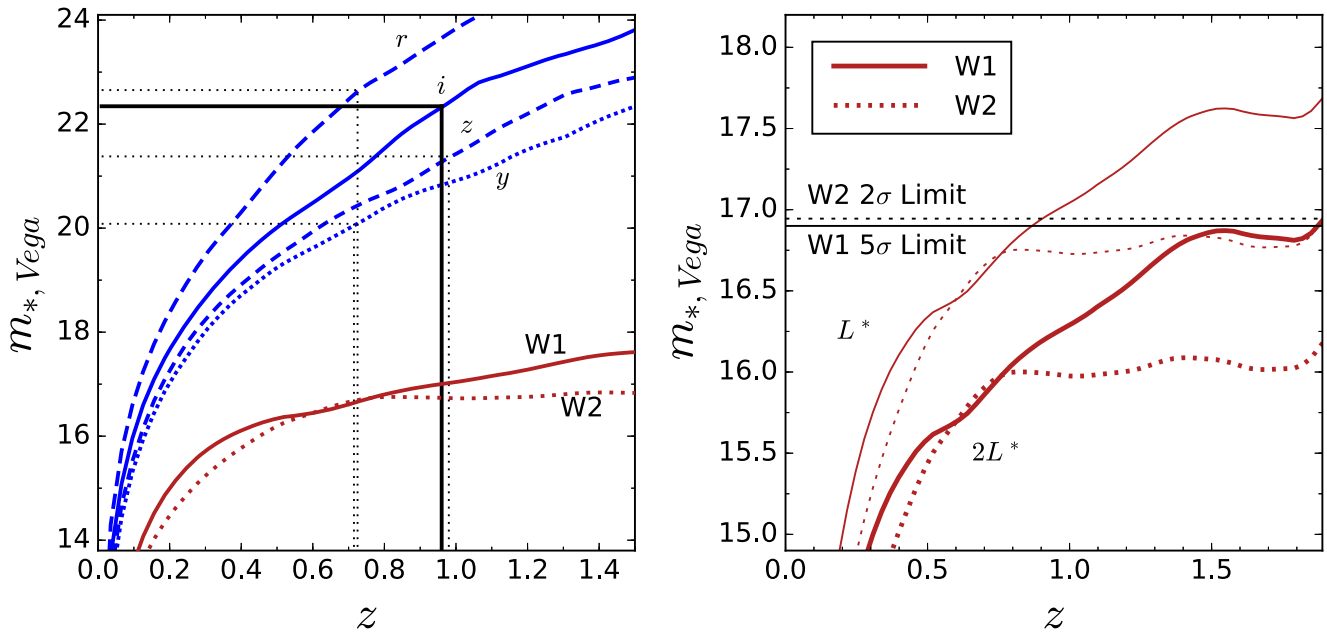 24
22
20
18
16
14
m*, Vega
r
i
z
y
W1
W2
0.0 0.2 0.4 0.6 0.8 1.0 1.2 1.4
z
18.0
17.5
17.0
16.5
16.0
15.5
15.0
m*, Vega
W1
W2
W2 2σ Limit
W1 5σ Limit
L*
2L*
0.0 0.5 1.0 1.5
z